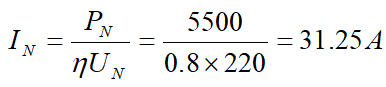 I_N = P_N / ηU_N = 5500 / 0.8×220 = 31.25A